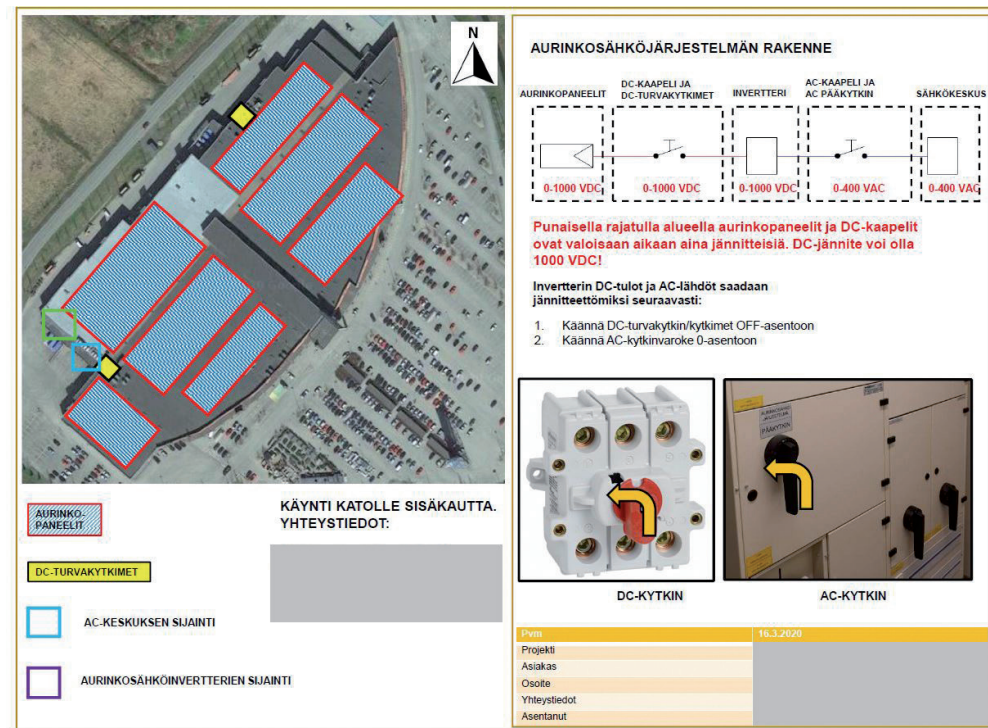 N
AURINKO-
PANEELIT
DC-TURVAKYTKIMET
AC-KESKUKSEN SIJAINTI
AURINKOSÄHKÖINVERTTERIEN SIJAINTI
KÄYNTI KATOLLE SISÄKAUTTA.
YHTEYSTIEDOT:
AURINKOSÄHKÖJÄRJESTELMÄN RAKENNE
AURINKOPANEELIT
DC-KAAPELI JA
DC-TURVAKYTKIMET
INVERTTERI
AC-KAAPELI JA
AC PÄÄKYTKIN
SÄHKÖKESKUS
0-1000 VDC
0-1000 VDC
0-1000 VDC
0-400 VAC
0-400 VAC
Punaisella rajatulla alueella aurinkopaneelit ja DC-kaapelit
ovat valoisaan aikaan aina jännitteisiä. DC-jännite voi olla
1000 VDC!
Invertterin DC-tulot ja AC-lähdöt saadaan
jännitteettömiksi seuraavasti:
1. Käännä DC-turvakytkin/kytkimet OFF-asentoon
2. Käännä AC-kytkinvaroke 0-asentoon
PÄÄKYTKIN
DC-KYTKIN
AC-KYTKIN
Pvm 16.3.2020
Projekti
Asiakas
Osoite
Yhteystiedot
Asentanut